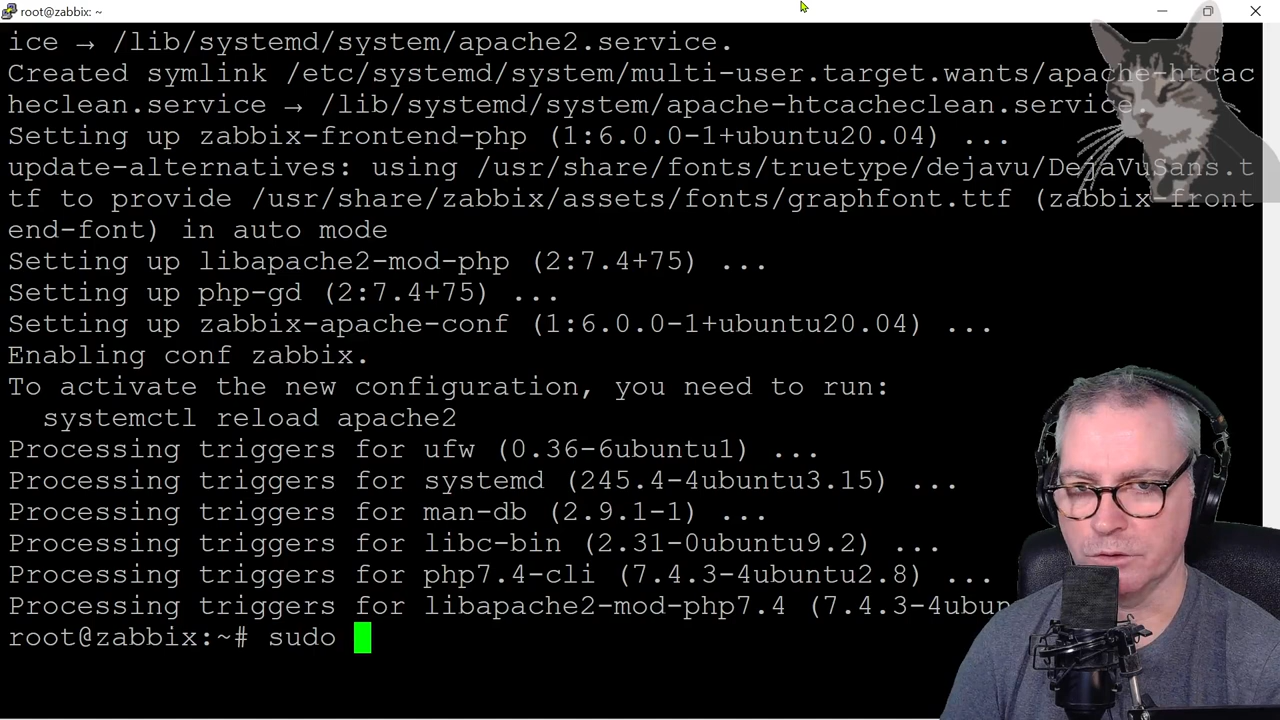 root@zabbix: ~
ice → /lib/systemd/system/apache2.service.
Created symlink /etc/systemd/system/multi-user.target.wants/apache-htcac
heclean.service → /lib/systemd/system/apache-htcacheclean.service.
Setting up zabbix-frontend-php (1:6.0.0-1+ubuntu20.04) ...
update-alternatives: using /usr/share/fonts/truetype/dejavu/DejaVuSans.t
tf to provide /usr/share/zabbix/assets/fonts/graphfont.ttf (zabbix-front
end-font) in auto mode
Setting up libapache2-mod-php (2:7.4+75) ...
Setting up php-gd (2:7.4+75) ...
Setting up zabbix-apache-conf (1:6.0.0-1+ubuntu20.04) ...
Enabling conf zabbix.
To activate the new configuration, you need to run:
  systemctl reload apache2
Processing triggers for ufw (0.36-6ubuntu1) ...
Processing triggers for systemd (245.4-4ubuntu3.15) ...
Processing triggers for man-db (2.9.1-1) ...
Processing triggers for libc-bin (2.31-0ubuntu9.2) ...
Processing triggers for php7.4-cli (7.4.3-4ubuntu2.8) ...
Processing triggers for libapache2-mod-php7.4 (7.4.3-4ubun
root@zabbix:~# sudo